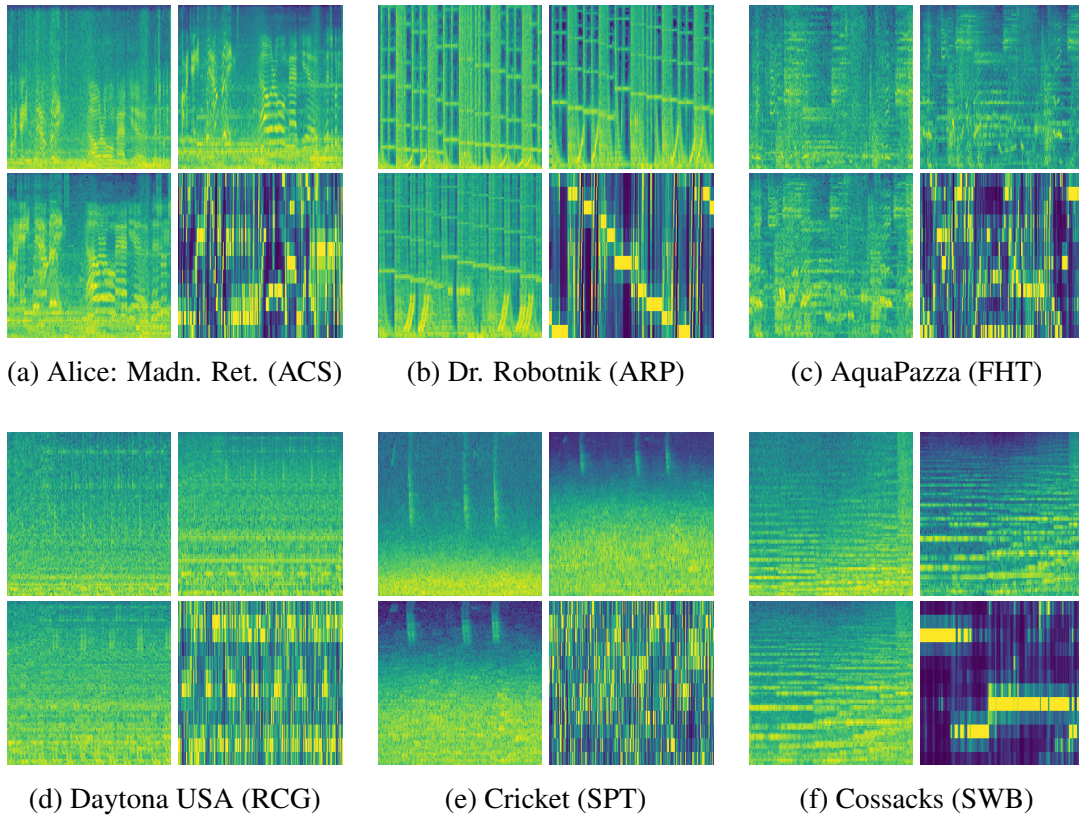 (a) Alice: Madn. Ret. (ACS)
(b) Dr. Robotnik (ARP)
(c) AquaPazza (FHT)
(d) Daytona USA (RCG)
(e) Cricket (SPT)
(f) Cossacks (SWB)